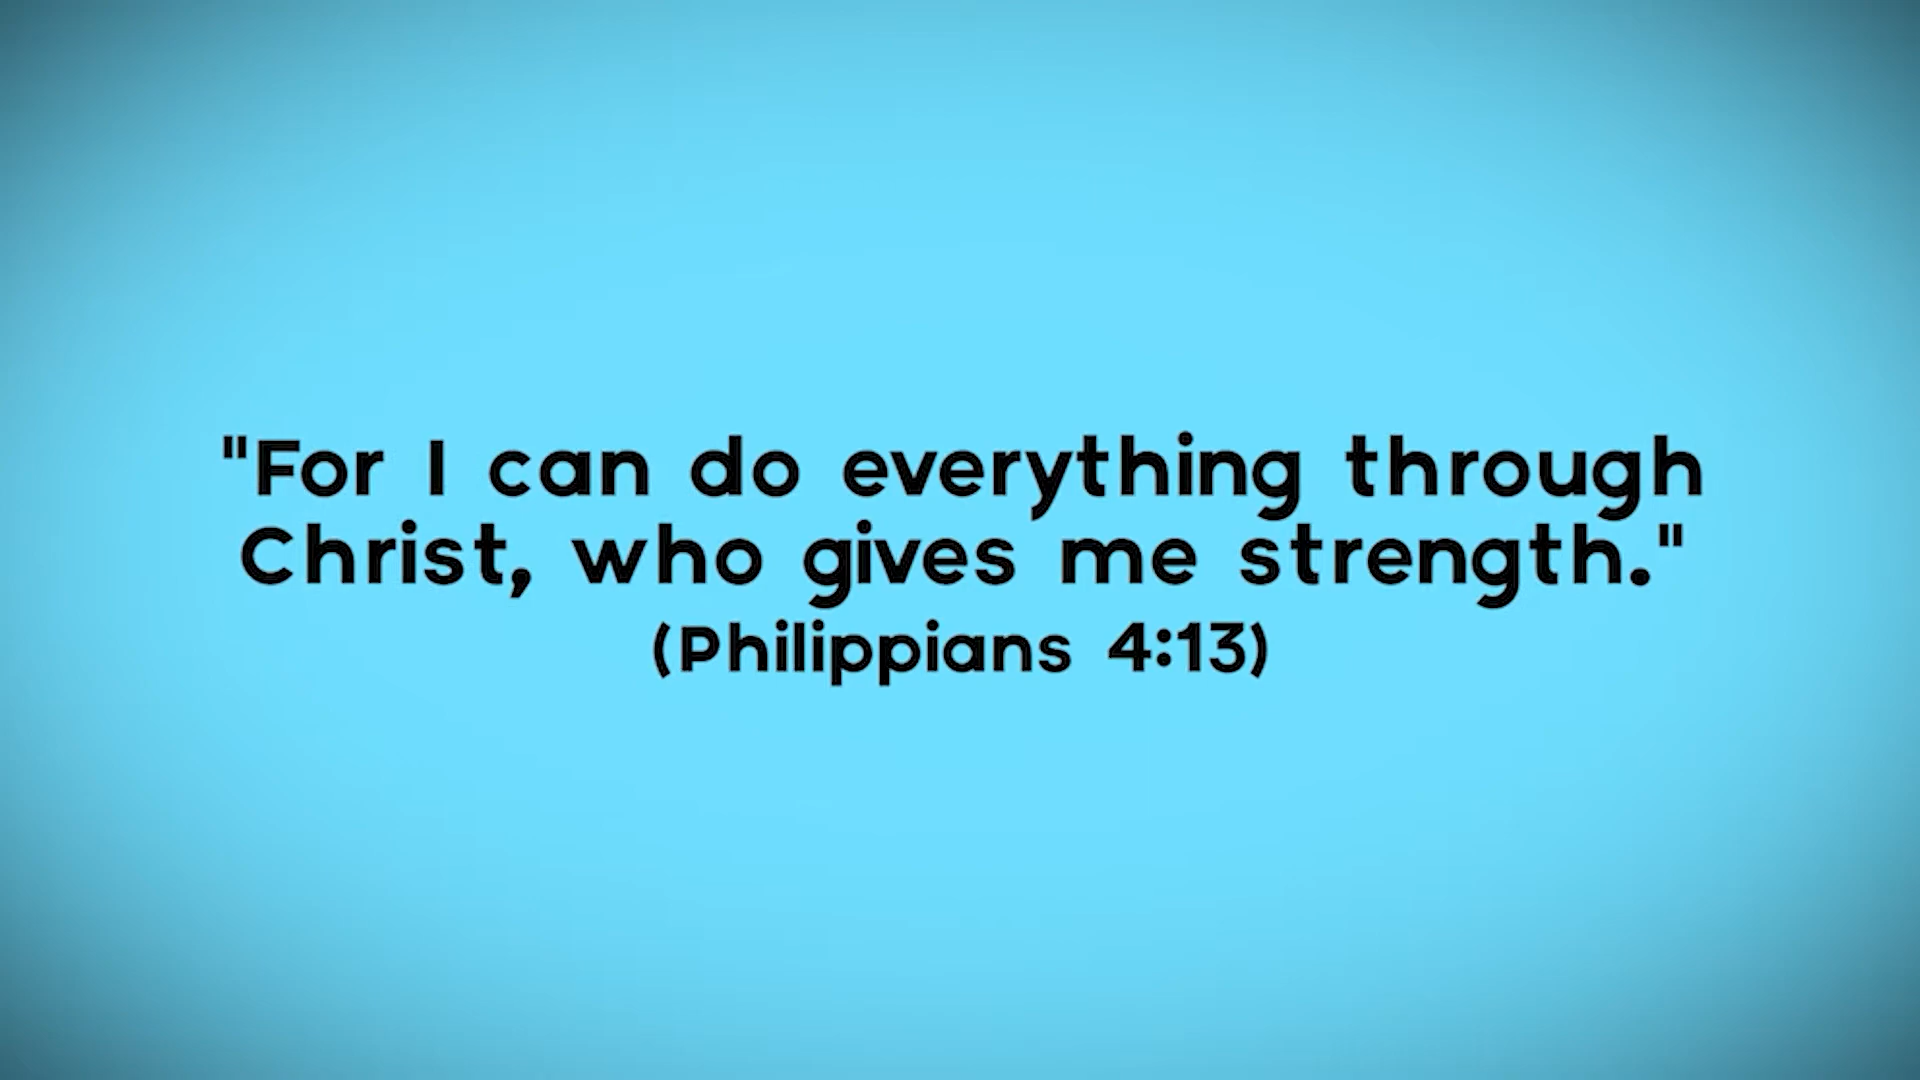 "For I can do everything through
Christ, who gives me strength."
(Philippians 4:13)